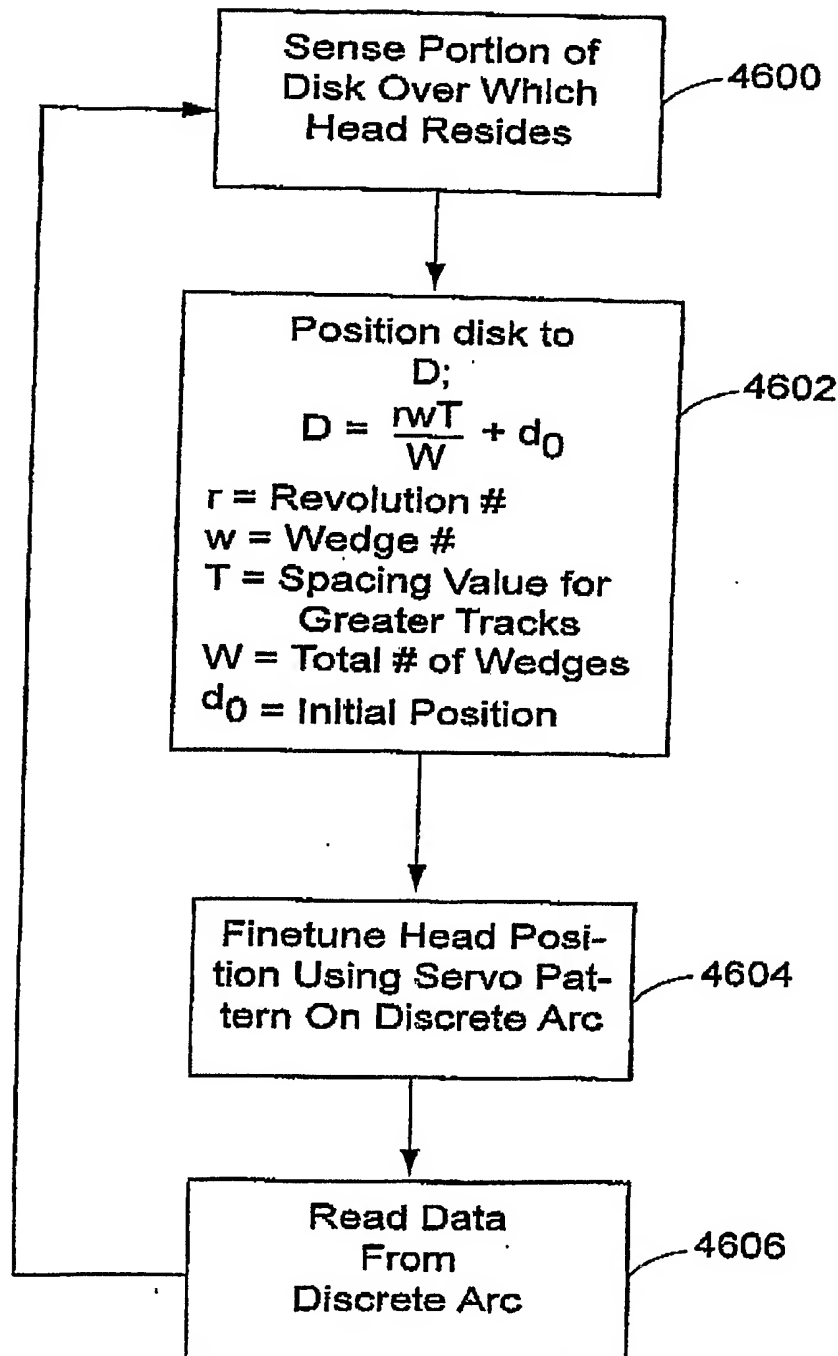 Sense Portion of
Disk Over Which
Head Resides
4600
Position disk to
D;
D = rwT/W + d0
r = Revolution #
w = Wedge #
T = Spacing Value for
Greater Tracks
W = Total # of Wedges
d0 = Initial Position
4602
Finetune Head Posi-
tion Using Servo Pat-
tern On Discrete Arc
4604
Read Data
From
Discrete Arc
4606